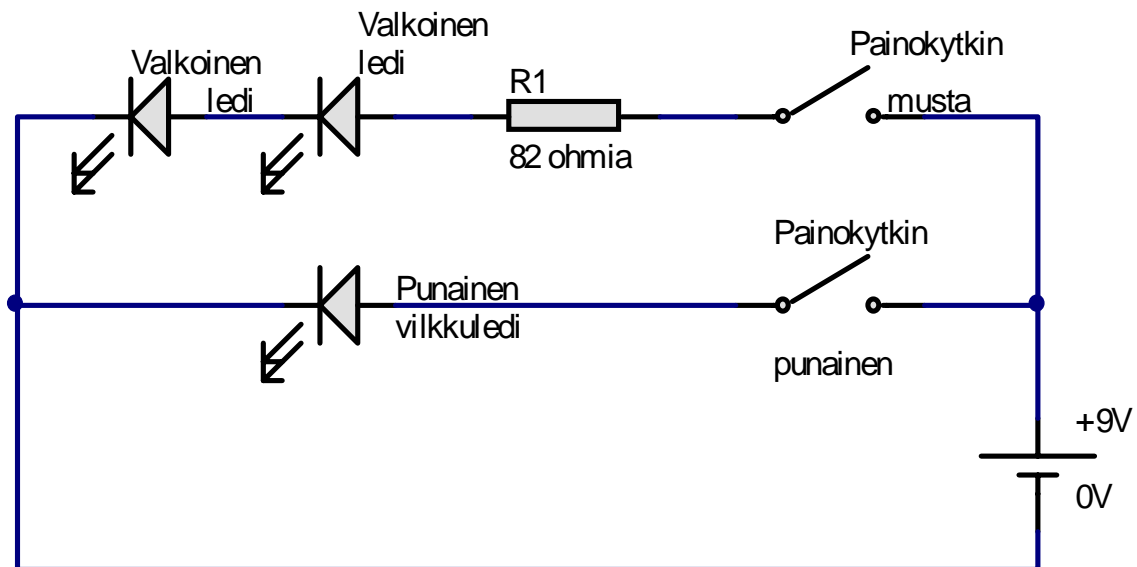 Valkoinen
ledi
Valkoinen
ledi
R1
82 ohmia
Painokytkin
musta
Punainen
vilkkuledi
Painokytkin
punainen
+9V
0V